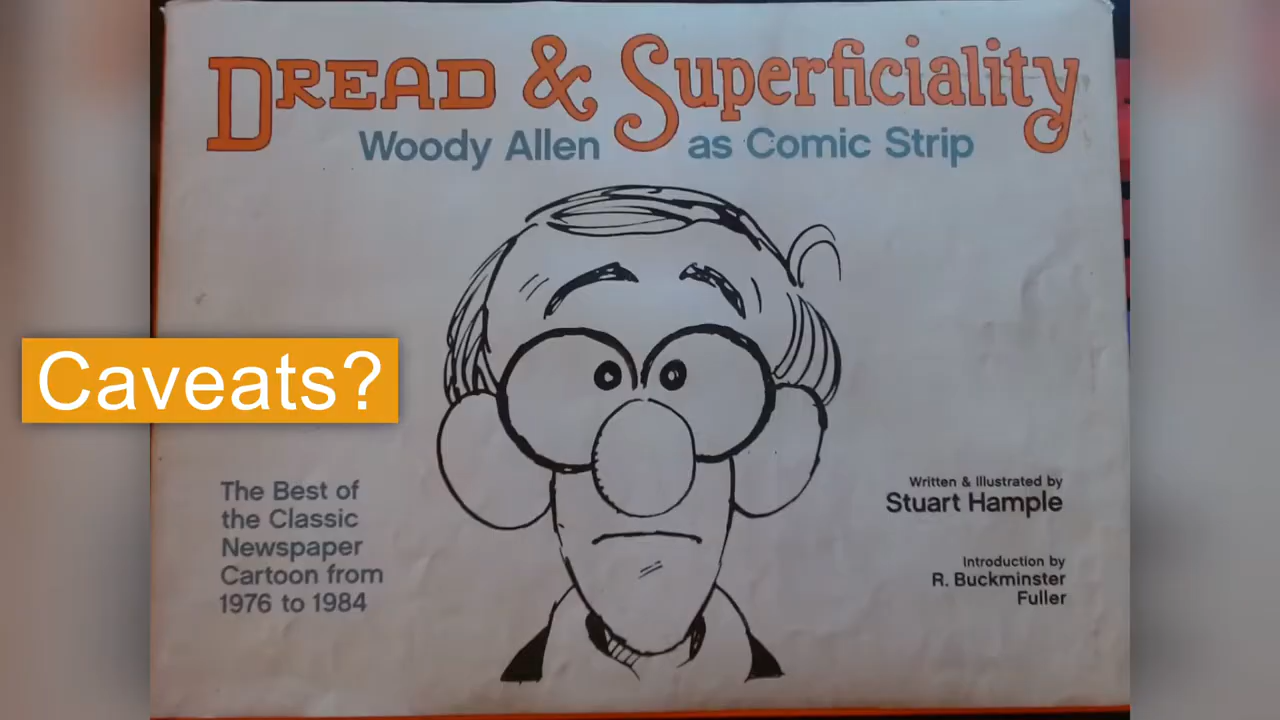 DREAD & Superficiality
Woody Allen as Comic Strip
Caveats?
The Best of
the Classic
Newspaper
Cartoon from
1976 to 1984
Written & Illustrated by
Stuart Hample
Introduction by
R. Buckminster
Fuller